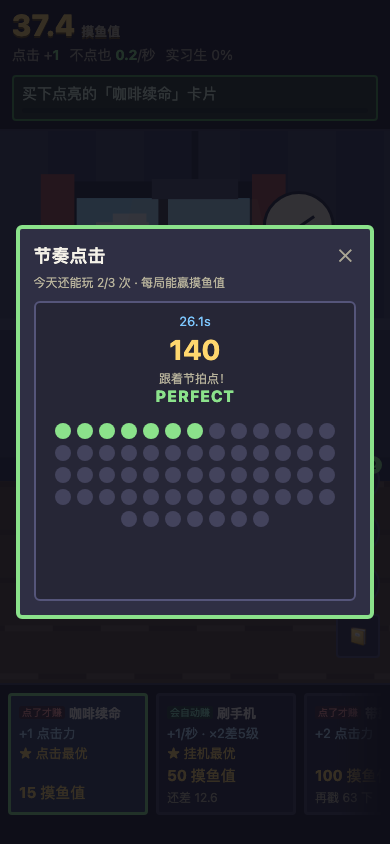 37.4 摸鱼值
点击 +1 不点也 0.2/秒 实习生 0%
买下点亮的「咖啡续命」卡片
节奏点击
今天还能玩 2/3 次 · 每局能赢摸鱼值
26.1s
140
跟着节拍点!
PERFECT
点了才赚 咖啡续命
+1 点击力
★ 点击最优
15 摸鱼值
会自动赚 刷手机
+1/秒 · ×2差5级
★ 挂机最优
50 摸鱼值
还差 12.6
点了才赚
+2 点击力
100 摸鱼
再戳 63 下